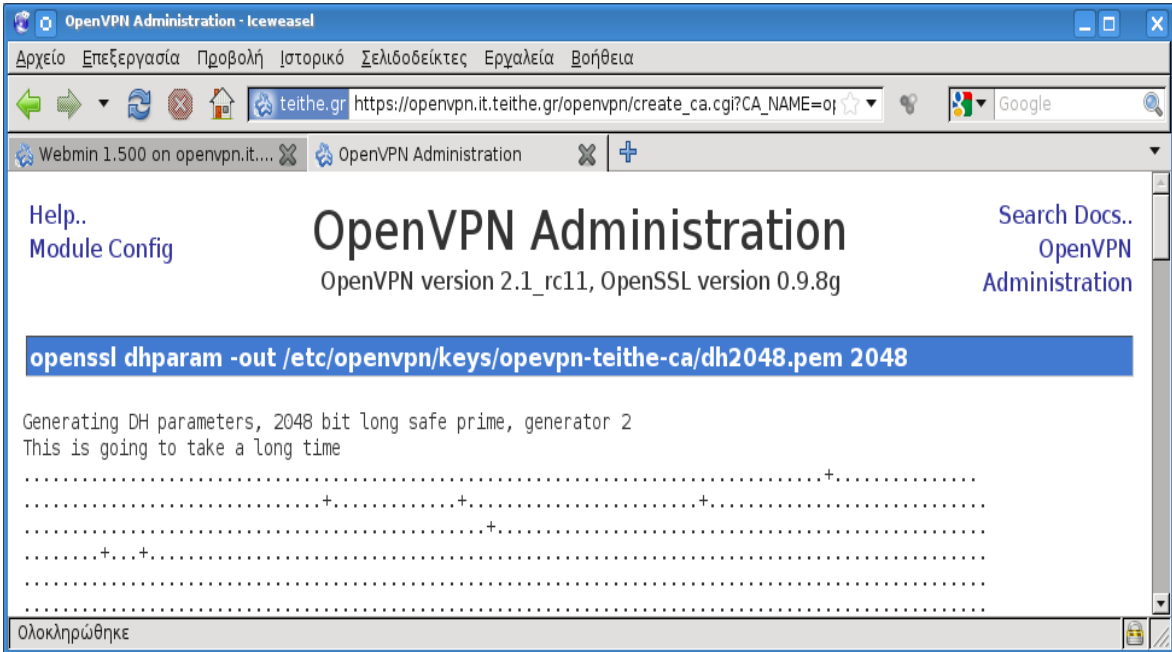 OpenVPN Administration - Iceweasel
Αρχείο Επεξεργασία Προβολή Ιστορικό Σελιδοδείκτες Εργαλεία Βοήθεια
teithe.gr https://openvpn.it.teithe.gr/openvpn/create_ca.cgi?CA_NAME=op Google
Webmin 1.500 on openvpn.it.... OpenVPN Administration
Help..
Module Config
OpenVPN Administration
OpenVPN version 2.1_rc11, OpenSSL version 0.9.8g
Search Docs..
OpenVPN
Administration
openssl dhparam -out /etc/openvpn/keys/opevpn-teithe-ca/dh2048.pem 2048
Generating DH parameters, 2048 bit long safe prime, generator 2
This is going to take a long time
...................................................................................+...............
...............................+.............+........................+.............................
................................................+...................................................
........+...+.......................................................................................
....................................................................................................
....................................................................................................
Ολοκληρώθηκε